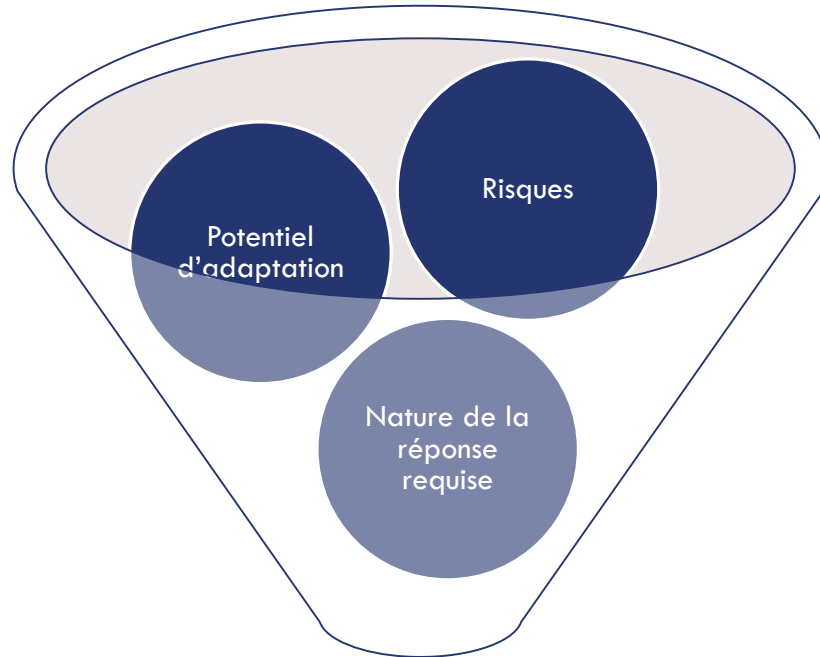 Risques
Potentiel
d'adaptation
Nature de la
réponse
requise